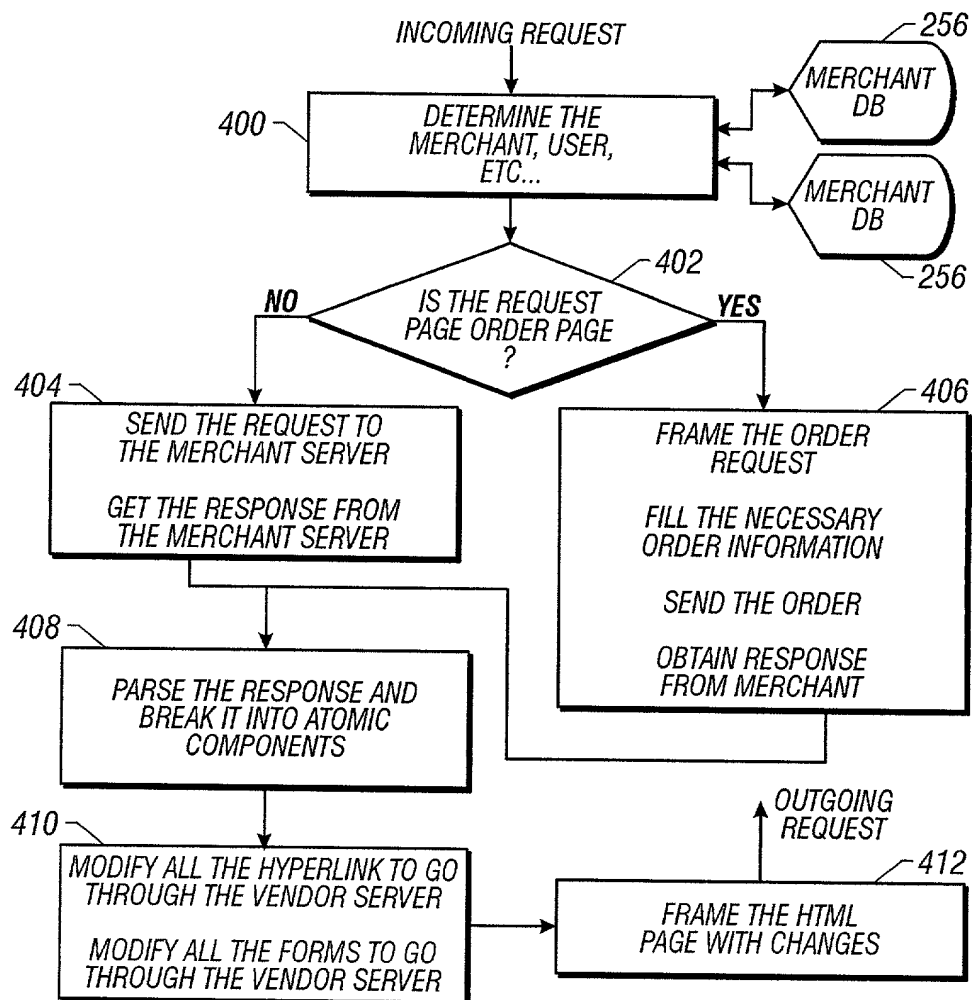 INCOMING REQUEST
256
MERCHANT
DB
400
DETERMINE THE
MERCHANT, USER,
ETC...
MERCHANT
DB
256
402
IS THE REQUEST
PAGE ORDER PAGE
?
NO
YES
404
SEND THE REQUEST TO
THE MERCHANT SERVER
GET THE RESPONSE FROM
THE MERCHANT SERVER
406
FRAME THE ORDER
REQUEST
FILL THE NECESSARY
ORDER INFORMATION
SEND THE ORDER
OBTAIN RESPONSE
FROM MERCHANT
408
PARSE THE RESPONSE AND
BREAK IT INTO ATOMIC
COMPONENTS
410
MODIFY ALL THE HYPERLINK TO GO
THROUGH THE VENDOR SERVER
MODIFY ALL THE FORMS TO GO
THROUGH THE VENDOR SERVER
OUTGOING
REQUEST
412
FRAME THE HTML
PAGE WITH CHANGES